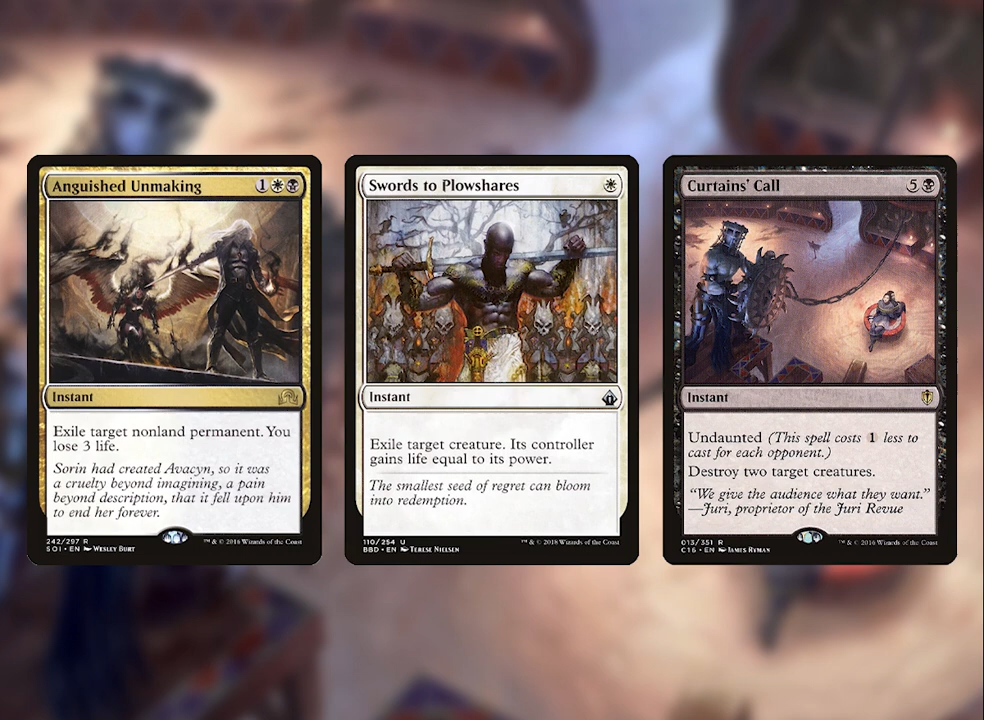 Anguished Unmaking 1
Instant
Exile target nonland permanent. You
lose 3 life.
Sorin had created Avacyn, so it was
a cruelty beyond imagining, a pain
beyond description, that it fell upon him
to end her forever.
242/297 R
SOI • EN Wesley Burt
™ & © 2016 Wizards of the Coast
Swords to Plowshares
Instant
Exile target creature. Its controller
gains life equal to its power.
The smallest seed of regret can bloom
into redemption.
110/254 U
BBD • EN Terese Nielsen
™ & © 2018 Wizards of the Coast
Curtains' Call 5
Instant
Undaunted (This spell costs 1 less to
cast for each opponent.)
Destroy two target creatures.
"We give the audience what they want."
—Juri, proprietor of the Juri Revue
013/351 R
C16 • EN James Ryman
™ & © 2016 Wizards of the Coast